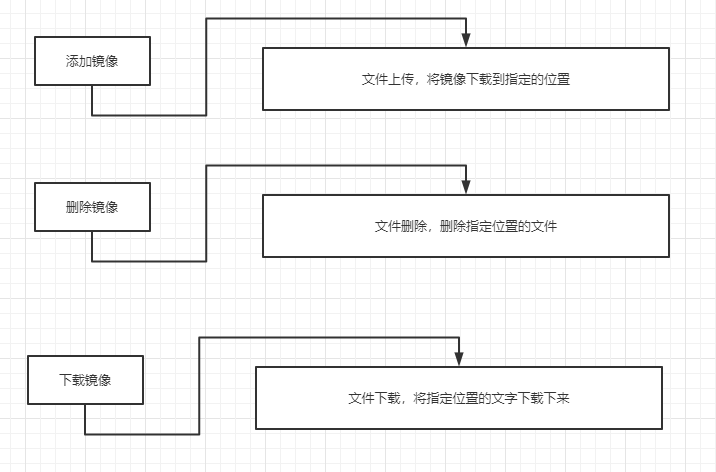 添加镜像
文件上传，将镜像下载到指定的位置
删除镜像
文件删除，删除指定位置的文件
下载镜像
文件下载，将指定位置的文字下载下来